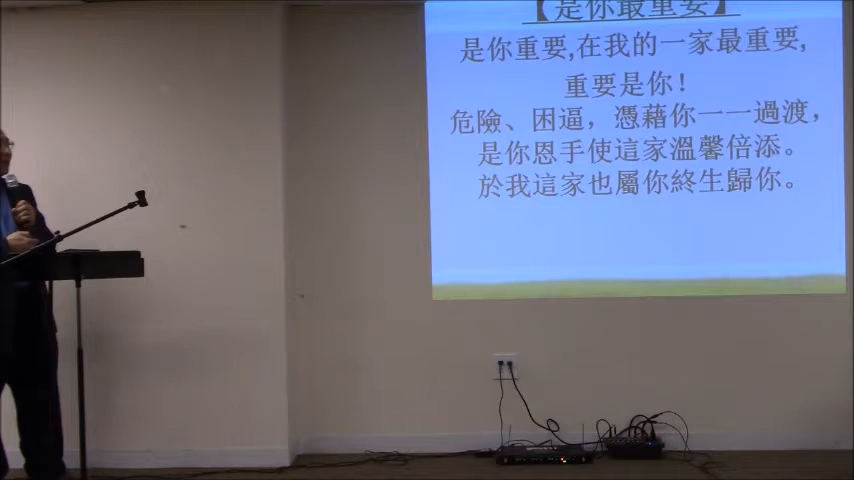 【是你最重要】
是你重要,在我的一家最重要,
重要是你!
危險、困逼，憑藉你一一過渡，
是你恩手使這家溫馨倍添。
於我這家也屬你終生歸你。